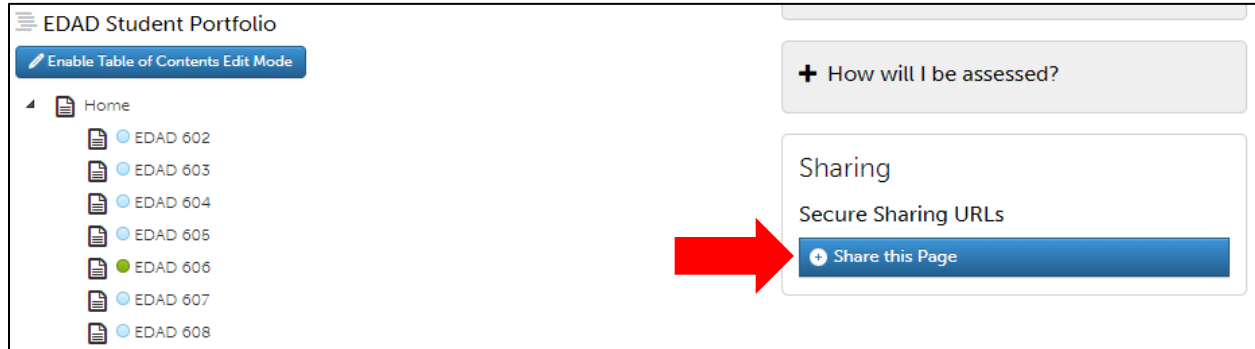 EDAD Student Portfolio
Enable Table of Contents Edit Mode
Home
EDAD 602
EDAD 603
EDAD 604
EDAD 605
EDAD 606
EDAD 607
EDAD 608
How will I be assessed?
Sharing
Secure Sharing URLs
Share this Page